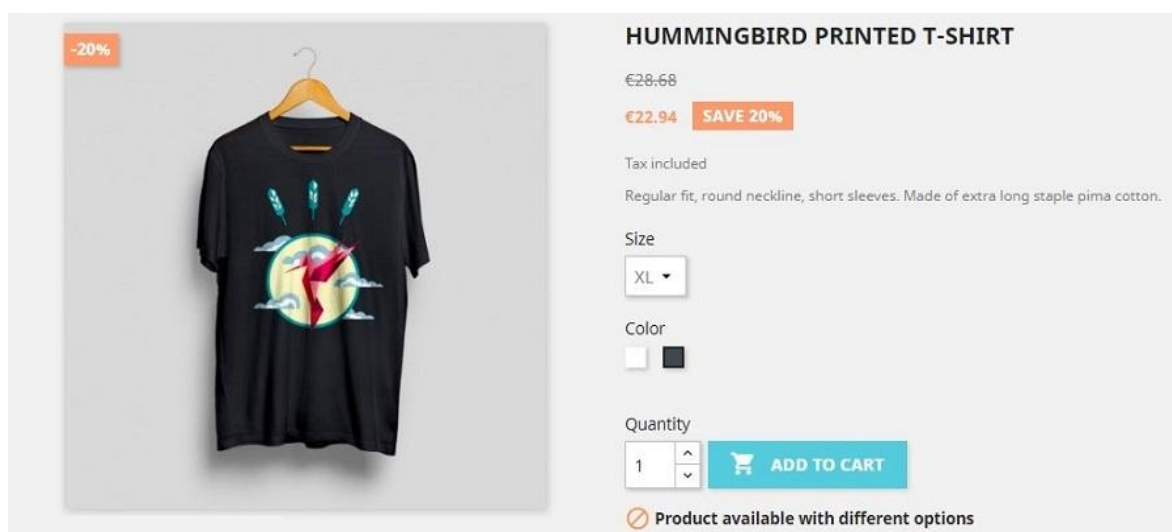 -20%
HUMMINGBIRD PRINTED T-SHIRT
€28.68
€22.94 SAVE 20%
Tax included
Regular fit, round neckline, short sleeves. Made of extra long staple pima cotton.
Size
XL
Color
Quantity
1 ADD TO CART
Product available with different options